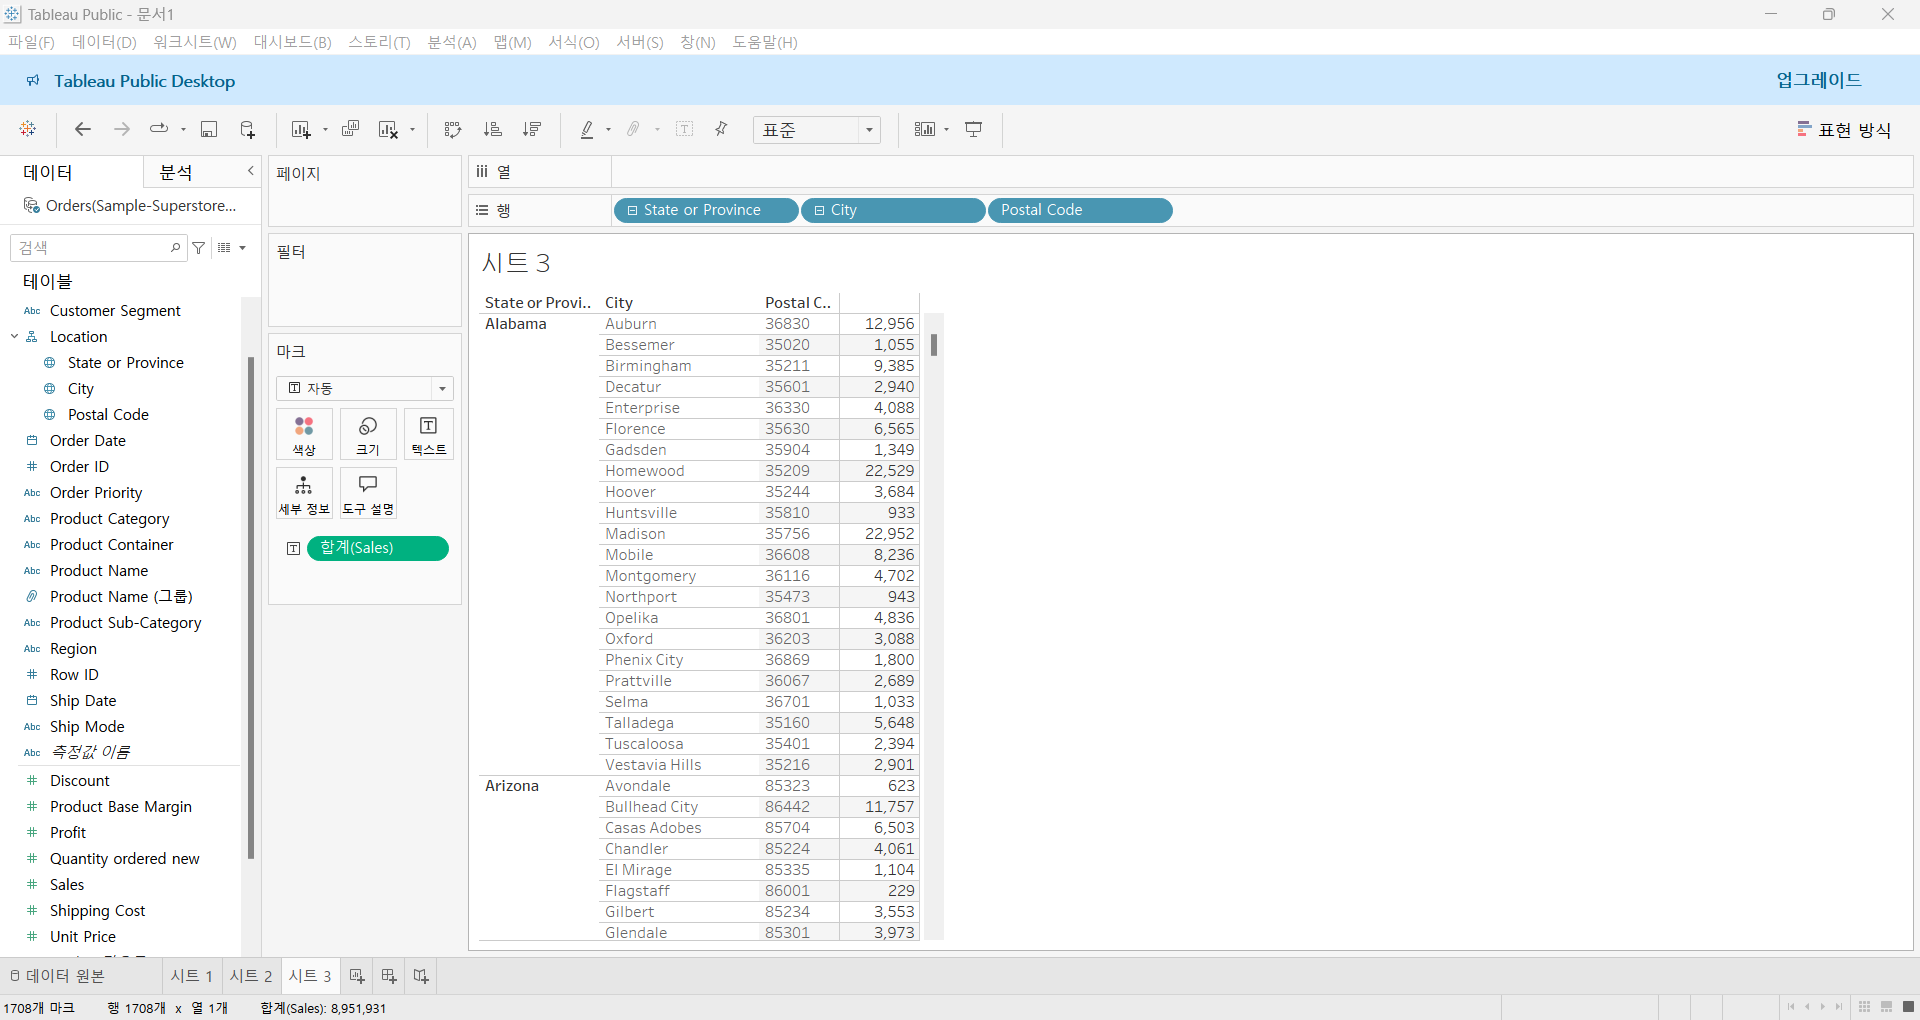 Tableau Public - 문서1
파일(F) 데이터(D) 워크시트(W) 대시보드(B) 스토리(T) 분석(A) 맵(M) 서식(O) 서버(S) 창(N) 도움말(H)
Tableau Public Desktop 업그레이드
표준 표현 방식
데이터 분석
Orders(Sample-Superstore...
검색
테이블
Abc Customer Segment
Location
State or Province
City
Postal Code
Order Date
Order ID
Abc Order Priority
Abc Product Category
Abc Product Container
Abc Product Name
Product Name (그룹)
Abc Product Sub-Category
Abc Region
Row ID
Ship Date
Abc Ship Mode
Abc 측정값 이름
Discount
Product Base Margin
Profit
Quantity ordered new
Sales
Shipping Cost
Unit Price
페이지
필터
마크
자동
색상 크기 텍스트
세부 정보 도구 설명
합계(Sales)
열
행 State or Province City Postal Code
시트 3
State or Provi.. City Postal C..
Alabama Auburn 36830 12,956
Bessemer 35020 1,055
Birmingham 35211 9,385
Decatur 35601 2,940
Enterprise 36330 4,088
Florence 35630 6,565
Gadsden 35904 1,349
Homewood 35209 22,529
Hoover 35244 3,684
Huntsville 35810 933
Madison 35756 22,952
Mobile 36608 8,236
Montgomery 36116 4,702
Northport 35473 943
Opelika 36801 4,836
Oxford 36203 3,088
Phenix City 36869 1,800
Prattville 36067 2,689
Selma 36701 1,033
Talladega 35160 5,648
Tuscaloosa 35401 2,394
Vestavia Hills 35216 2,901
Arizona Avondale 85323 623
Bullhead City 86442 11,757
Casas Adobes 85704 6,503
Chandler 85224 4,061
El Mirage 85335 1,104
Flagstaff 86001 229
Gilbert 85234 3,553
Glendale 85301 3,973
데이터 원본 시트 1 시트 2 시트 3
1708개 마크 행 1708개 x 열 1개 합계(Sales): 8,951,931